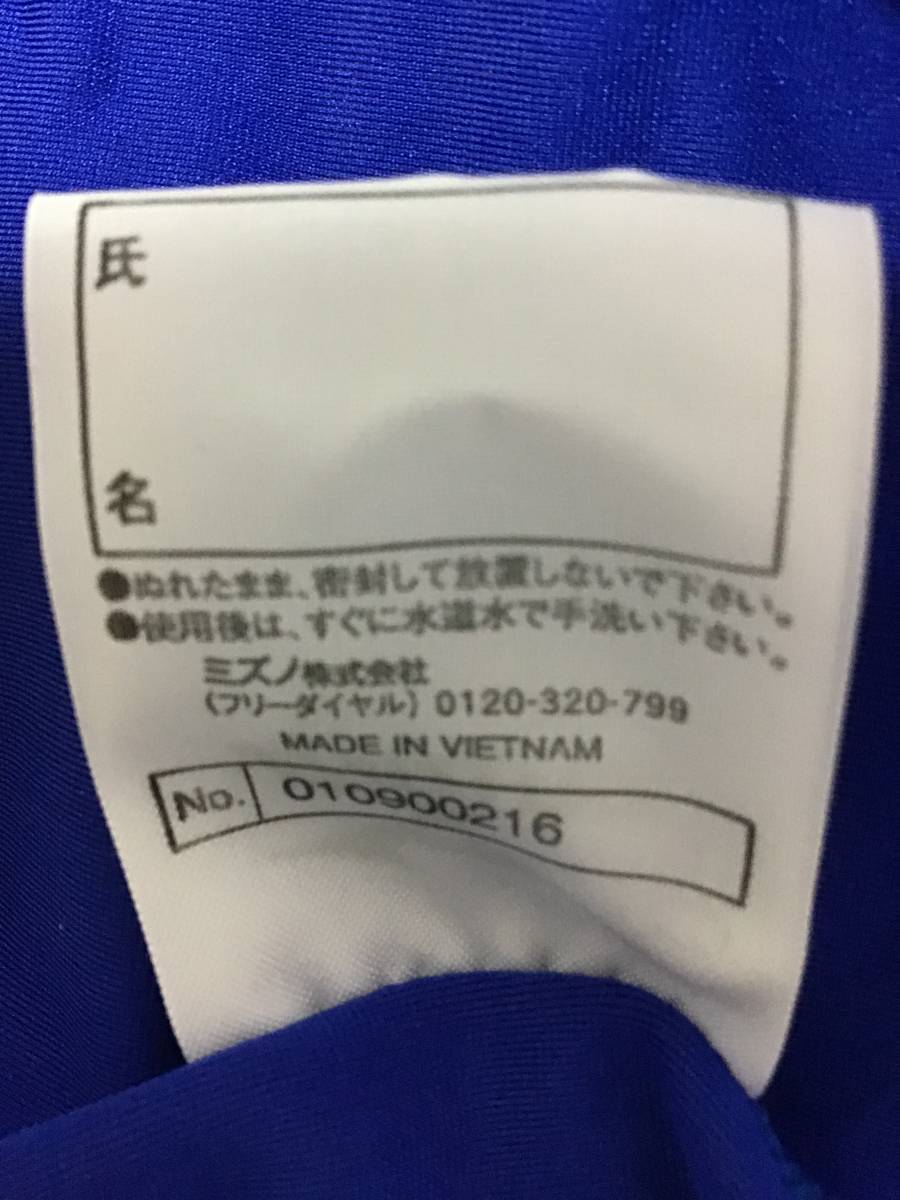 氏
名
●ぬれたまま、密封して放置しないで下さい。
●使用後は、すぐに水道水で手洗い下さい。
ミズノ株式会社
(フリーダイヤル) 0120-320-799
MADE IN VIETNAM
No. 010900216